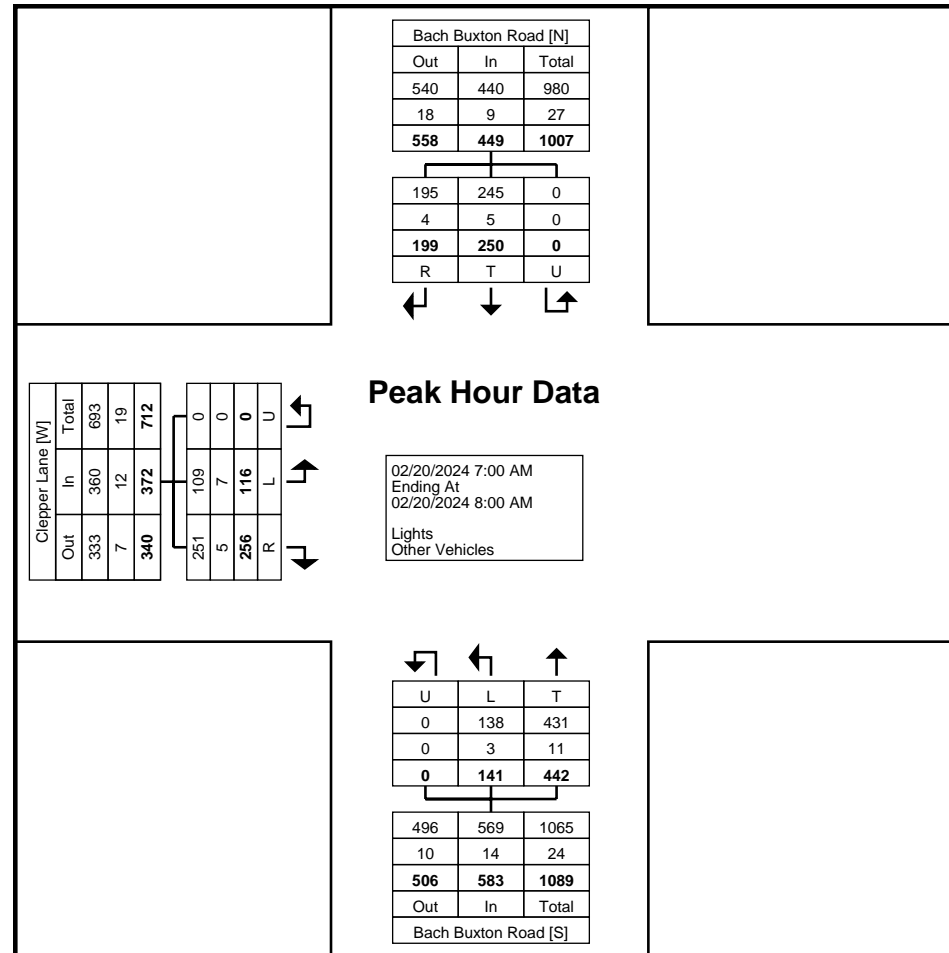 Bach Buxton Road [N]
Out In Total
540 440 980
18 9 27
558 449 1007
195 245 0
4 5 0
199 250 0
R T U
Peak Hour Data
Clepper Lane [W]
Out In Total
333 360 693
7 12 19
340 372 712
251 109 0
5 7 0
256 116 0
R L U
02/20/2024 7:00 AM
Ending At
02/20/2024 8:00 AM
Lights
Other Vehicles
U L T
0 138 431
0 3 11
0 141 442
496 569 1065
10 14 24
506 583 1089
Out In Total
Bach Buxton Road [S]